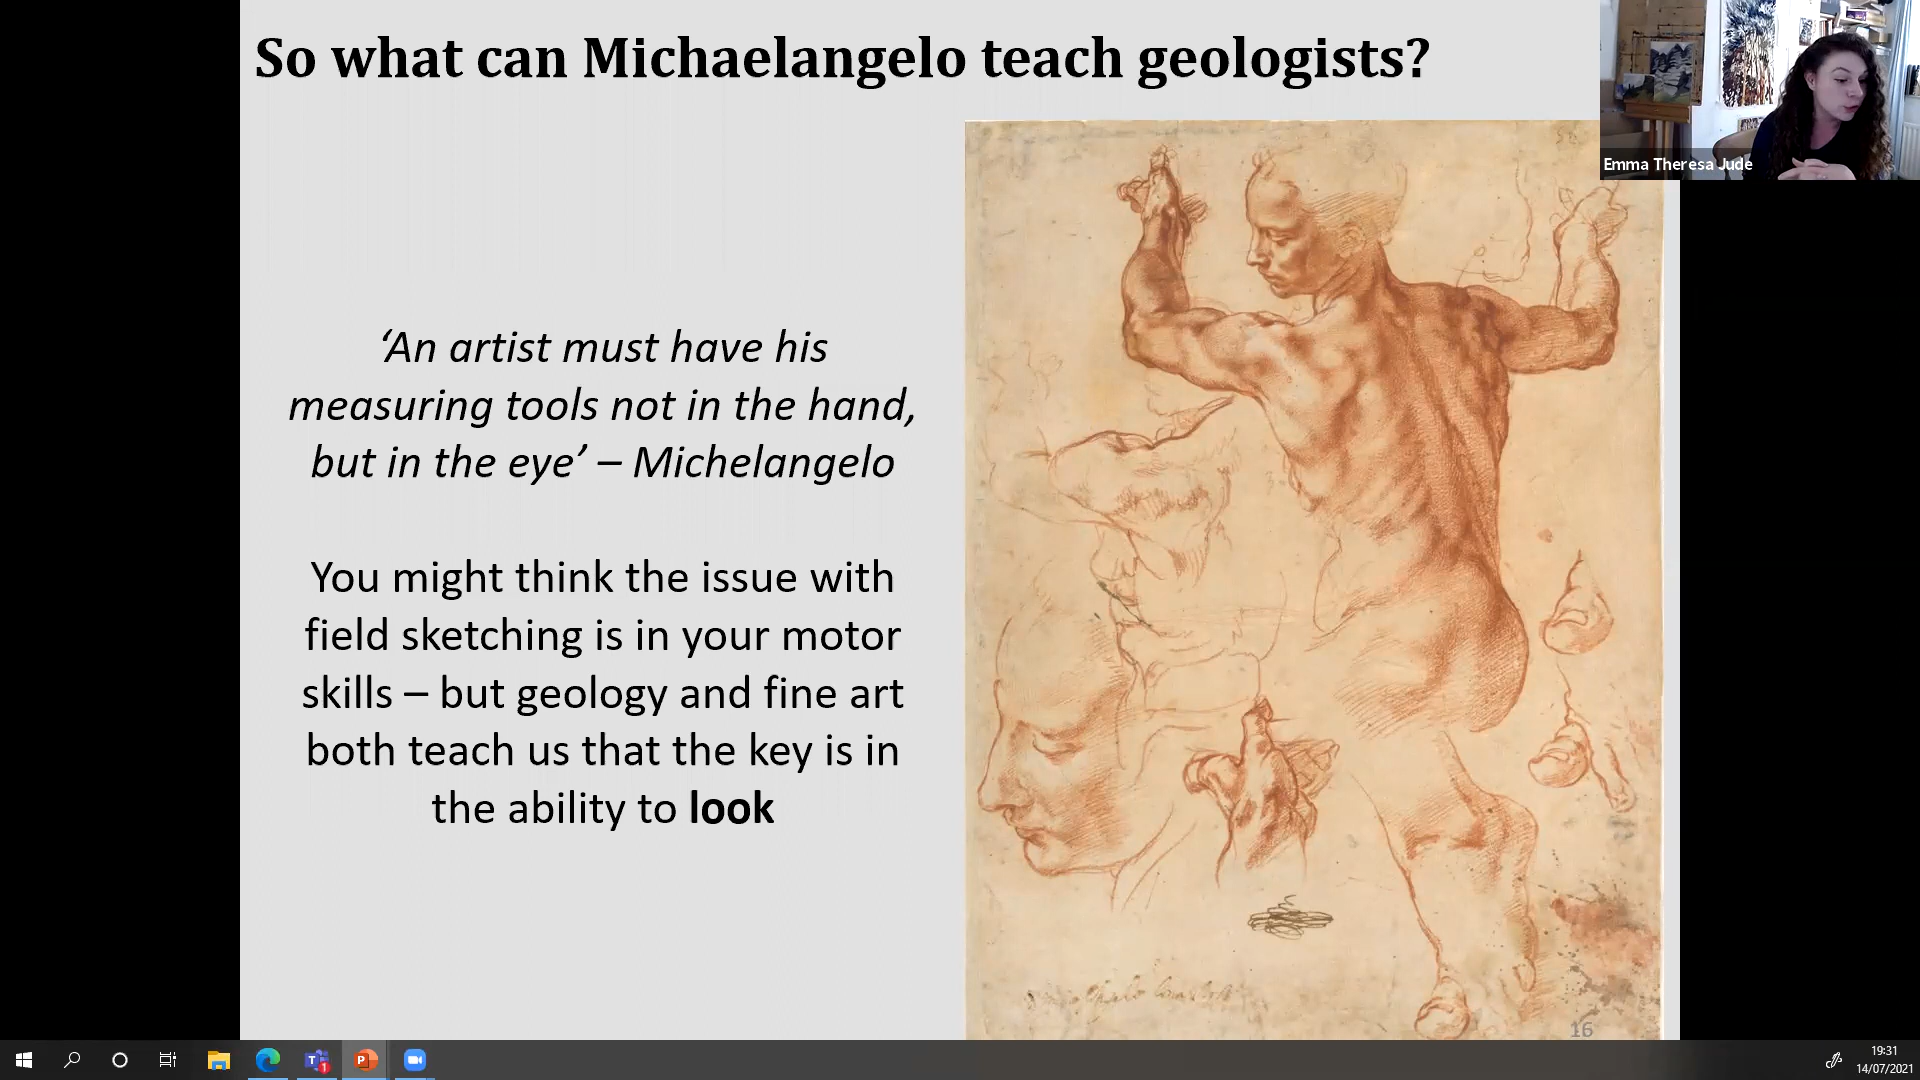 So what can Michaelangelo teach geologists?
Emma Theresa Jude
‘An artist must have his
measuring tools not in the hand,
but in the eye’ – Michelangelo
You might think the issue with
field sketching is in your motor
skills – but geology and fine art
both teach us that the key is in
the ability to look
16
19:31
14/07/2021